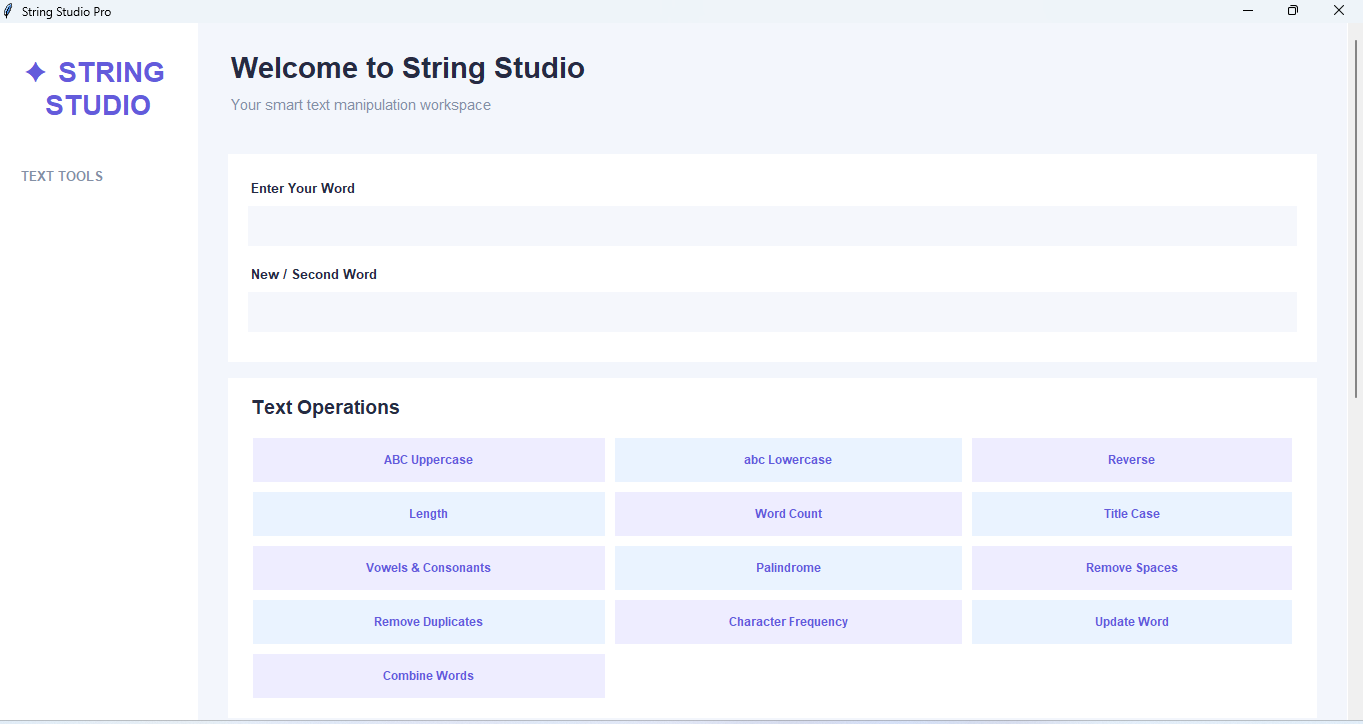 String Studio Pro
✦ STRING
STUDIO
TEXT TOOLS
Welcome to String Studio
Your smart text manipulation workspace
Enter Your Word
New / Second Word
Text Operations
ABC Uppercase
abc Lowercase
Reverse
Length
Word Count
Title Case
Vowels & Consonants
Palindrome
Remove Spaces
Remove Duplicates
Character Frequency
Update Word
Combine Words